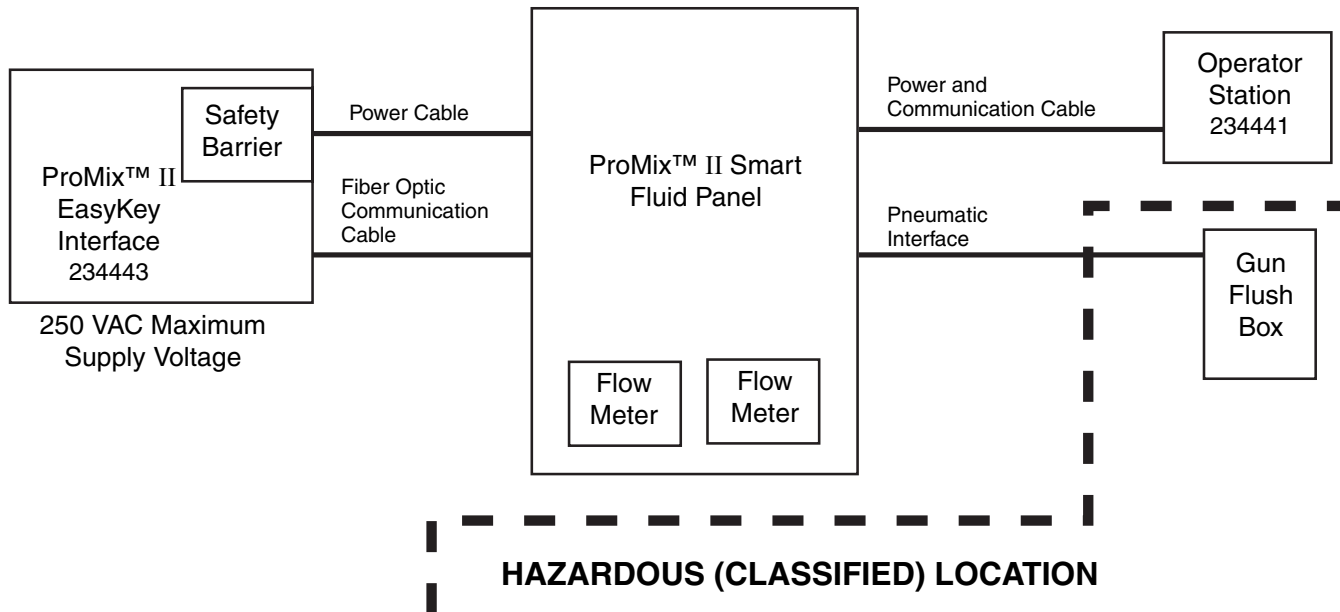 Safety
Barrier
ProMix™ II
EasyKey
Interface
234443
250 VAC Maximum
Supply Voltage
Power Cable
Fiber Optic
Communication
Cable
ProMix™ II Smart
Fluid Panel
Flow
Meter
Flow
Meter
Power and
Communication Cable
Pneumatic
Interface
Operator
Station
234441
Gun
Flush
Box
HAZARDOUS (CLASSIFIED) LOCATION